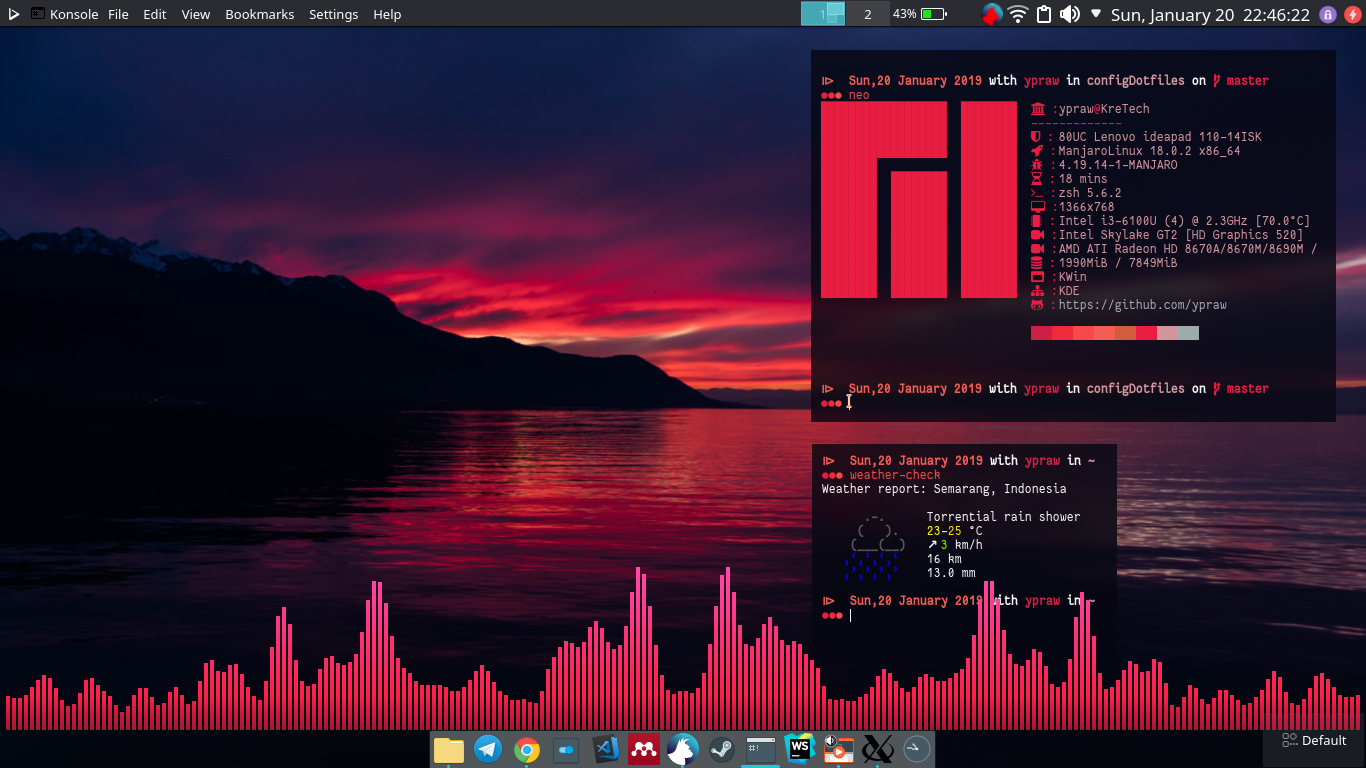 Konsole File Edit View Bookmarks Settings Help
1 2 43% Sun, January 20 22:46:22
Sun,20 January 2019 with ypraw in configDotfiles on master
neo
:ypraw@KreTech
-------------
: 80UC Lenovo ideapad 110-14ISK
:ManjaroLinux 18.0.2 x86_64
:4.19.14-1-MANJARO
:18 mins
:zsh 5.6.2
:1366x768
:Intel i3-6100U (4) @ 2.3GHz [70.0°C]
:Intel Skylake GT2 [HD Graphics 520]
:AMD ATI Radeon HD 8670A/8670M/8690M /
: 1990MiB / 7849MiB
:KWin
:KDE
:https://github.com/ypraw
Sun,20 January 2019 with ypraw in configDotfiles on master
Sun,20 January 2019 with ypraw in ~
weather-check
Weather report: Semarang, Indonesia
Torrential rain shower
23-25 °C
↗ 3 km/h
16 km
13.0 mm
Sun,20 January 2019 with ypraw in ~
#!
WS
Default